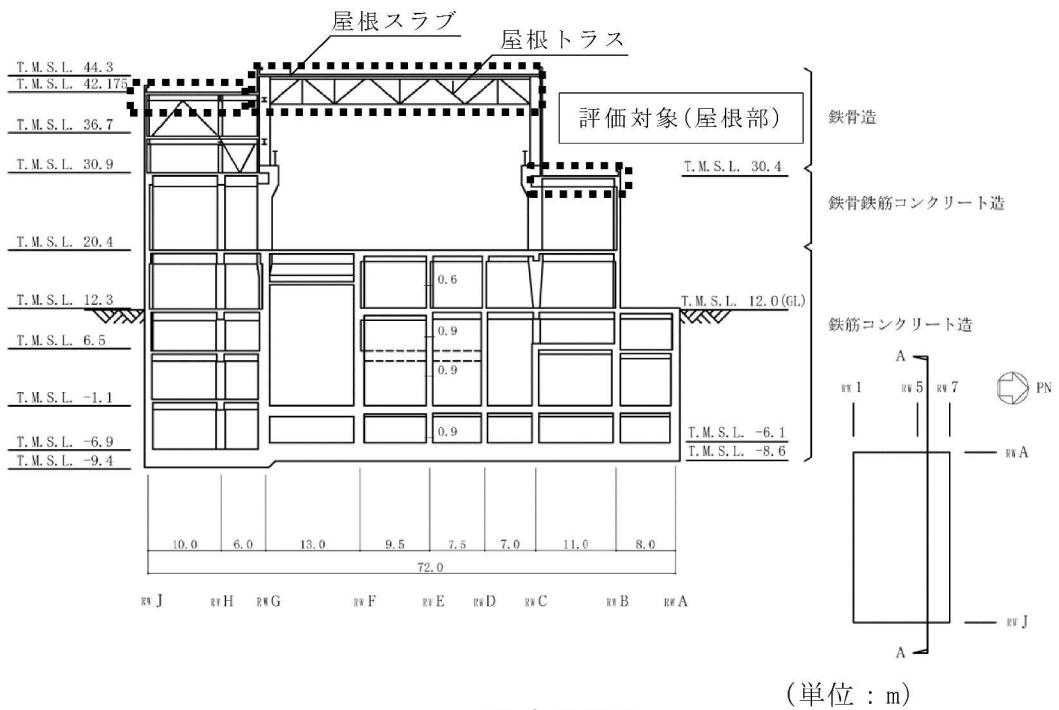 屋根スラブ
屋根トラス
T.M.S.L. 44.3
T.M.S.L. 42.175
T.M.S.L. 36.7
T.M.S.L. 30.9
T.M.S.L. 20.4
T.M.S.L. 12.3
T.M.S.L. 6.5
T.M.S.L. -1.1
T.M.S.L. -6.9
T.M.S.L. -9.4
評価対象(屋根部)
T.M.S.L. 30.4
T.M.S.L. 12.0(GL)
T.M.S.L. -6.1
T.M.S.L. -8.6
鉄骨造
鉄骨鉄筋コンクリート造
鉄筋コンクリート造
0.6
0.9
0.9
0.9
10.0 6.0 13.0 9.5 7.5 7.0 11.0 8.0
72.0
RW J RW H RW G RW F RW E RW D RW C RW B RW A
A
RW 1 RW 5 RW 7 PN
RW A
RW J
A
(単位:m)